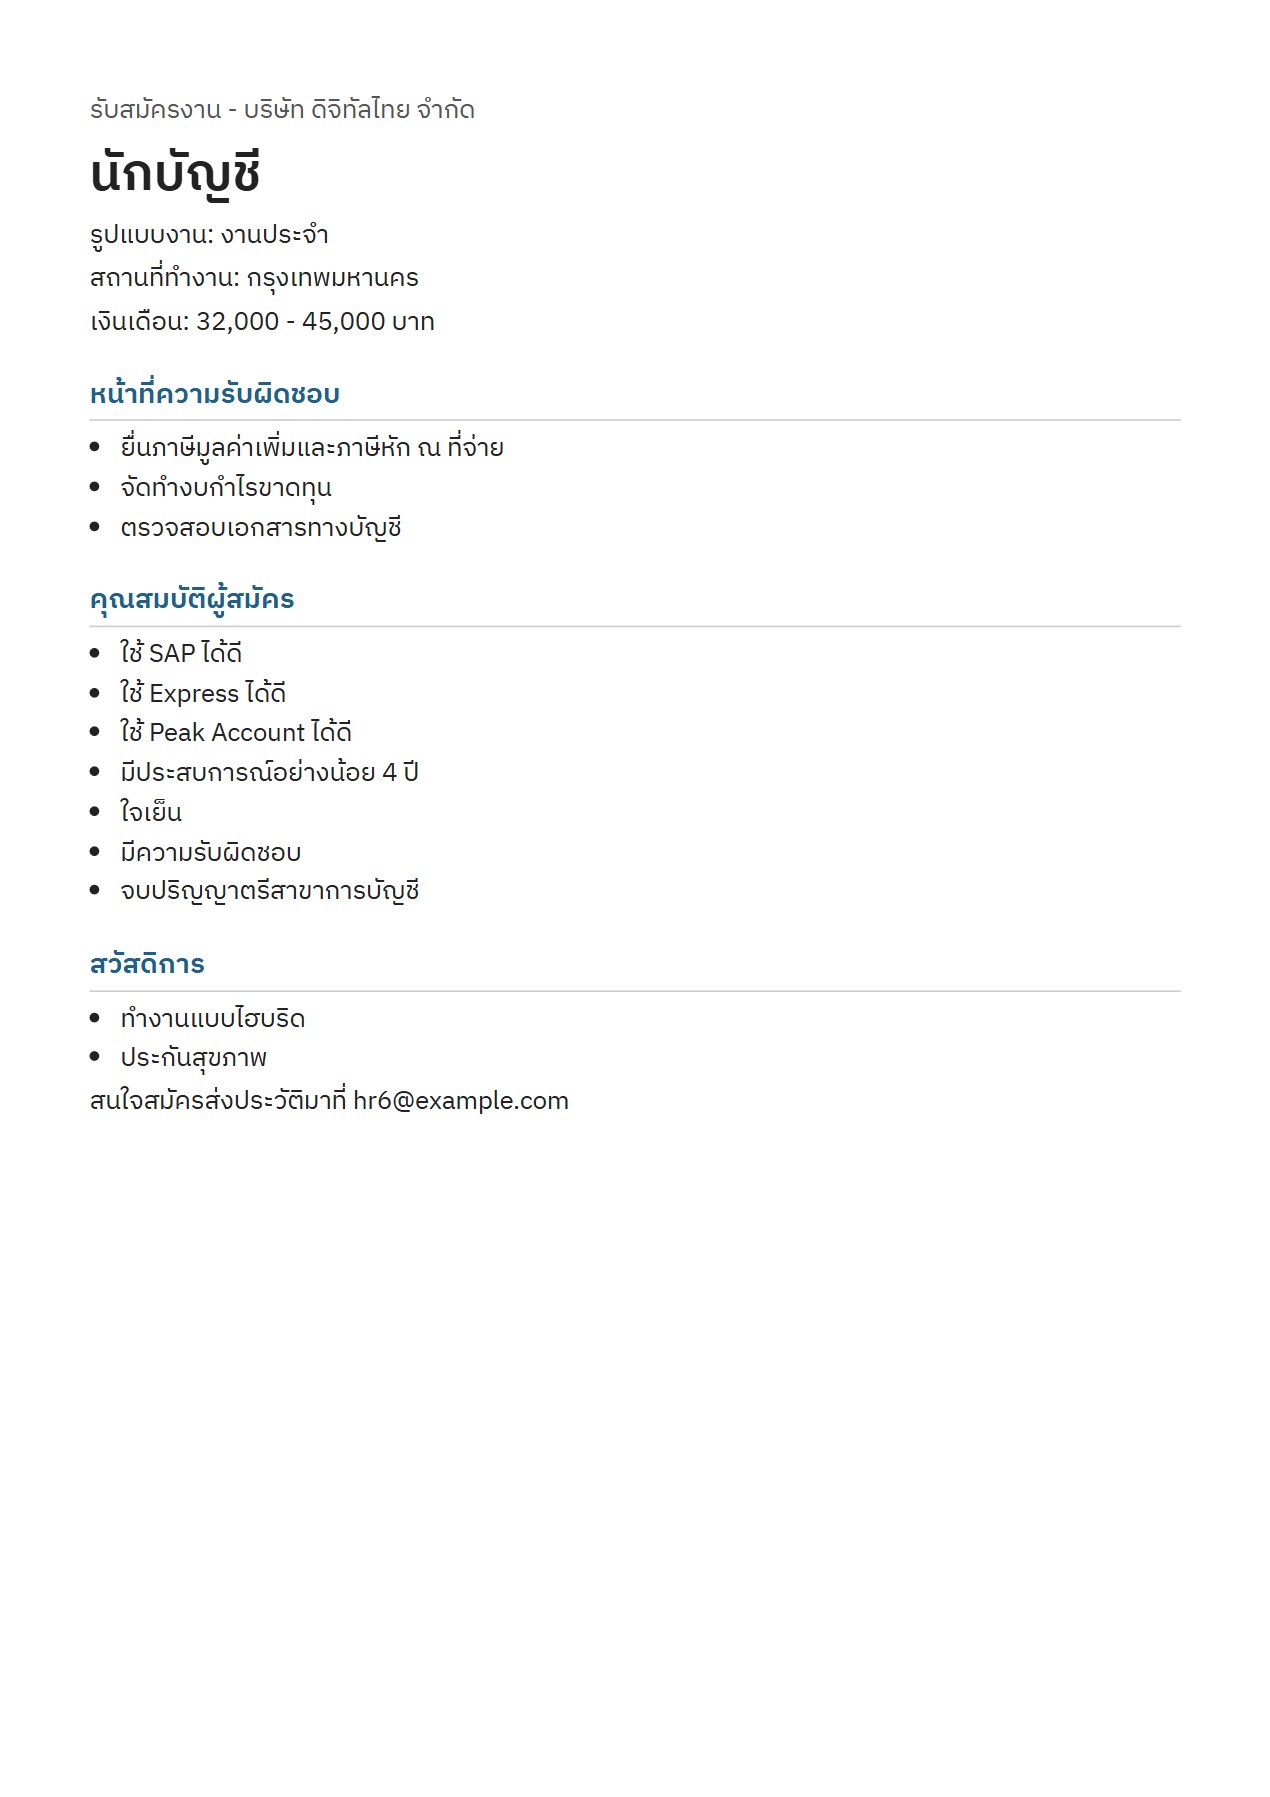 รับสมัครงาน - บริษัท ดิจิทัลไทย จำกัด
นักบัญชี
รูปแบบงาน: งานประจำ
สถานที่ทำงาน: กรุงเทพมหานคร
เงินเดือน: 32,000 - 45,000 บาท
หน้าที่ความรับผิดชอบ
• ยื่นภาษีมูลค่าเพิ่มและภาษีหัก ณ ที่จ่าย
• จัดทำงบกำไรขาดทุน
• ตรวจสอบเอกสารทางบัญชี
คุณสมบัติผู้สมัคร
• ใช้ SAP ได้ดี
• ใช้ Express ได้ดี
• ใช้ Peak Account ได้ดี
• มีประสบการณ์อย่างน้อย 4 ปี
• ใจเย็น
• มีความรับผิดชอบ
• จบปริญญาตรีสาขาการบัญชี
สวัสดิการ
• ทำงานแบบไฮบริด
• ประกันสุขภาพ
สนใจสมัครส่งประวัติมาที่ hr6@example.com